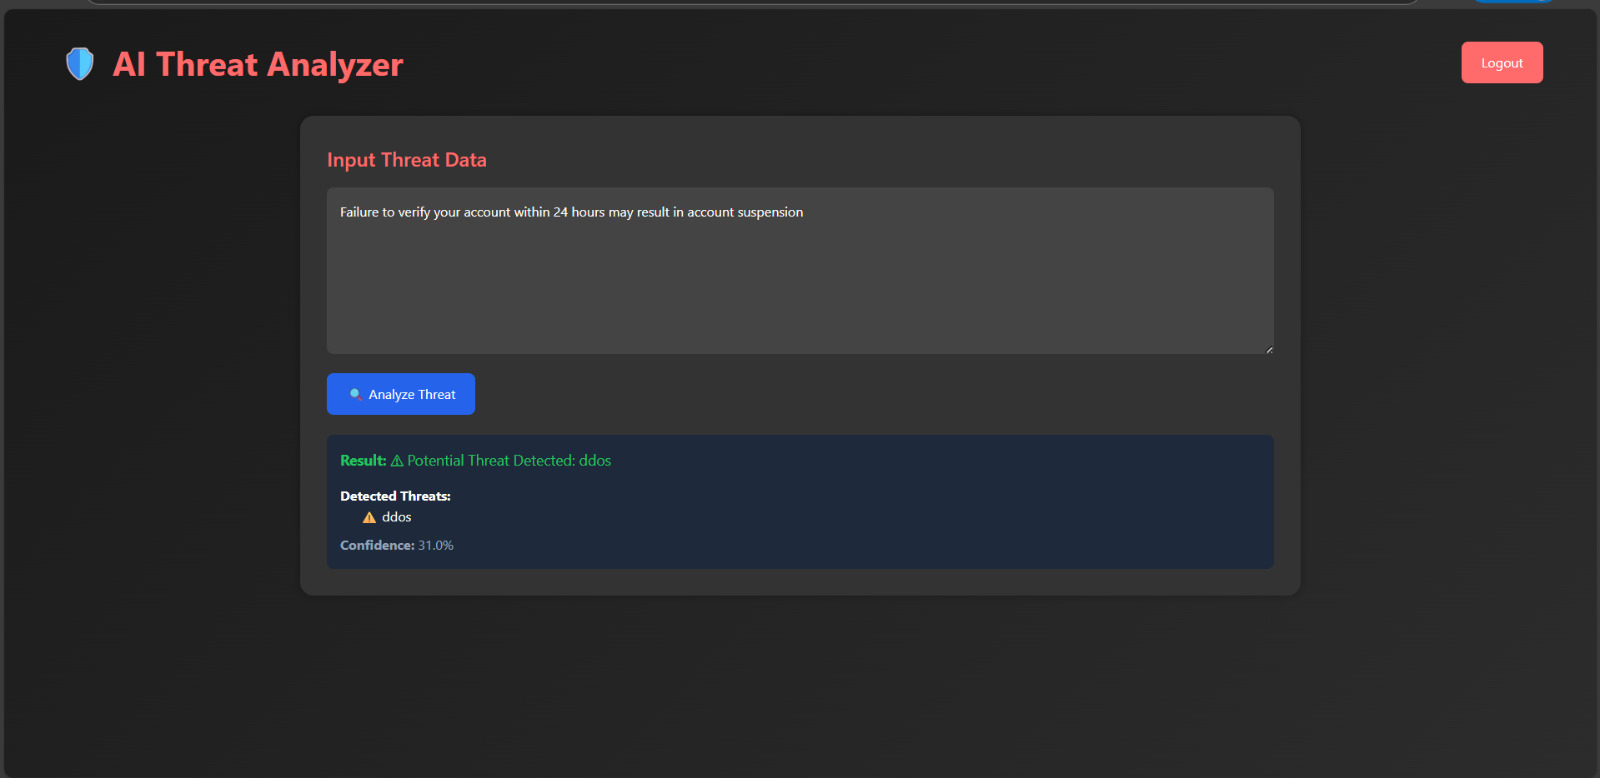 AI Threat Analyzer
Logout
Input Threat Data
Failure to verify your account within 24 hours may result in account suspension
Analyze Threat
Result: ⚠ Potential Threat Detected: ddos
Detected Threats:
⚠ ddos
Confidence: 31.0%